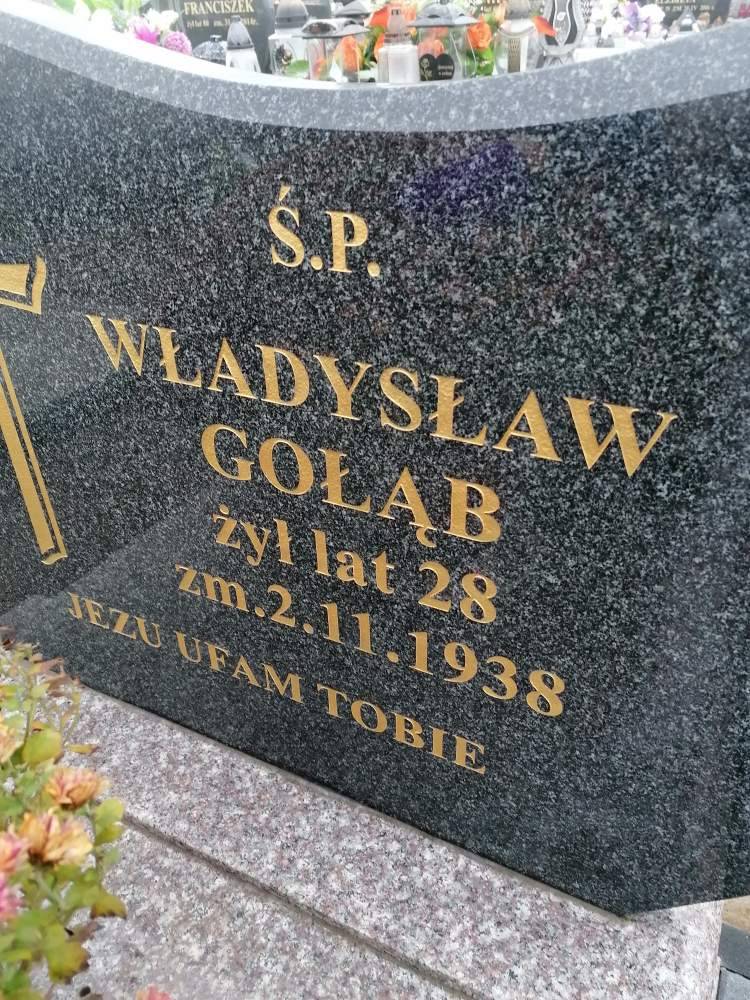 FRANCISZEK
Ś.P.
WŁADYSŁAW
GOŁĄB
żył lat 28
zm.2.11.1938
JEZU UFAM TOBIE